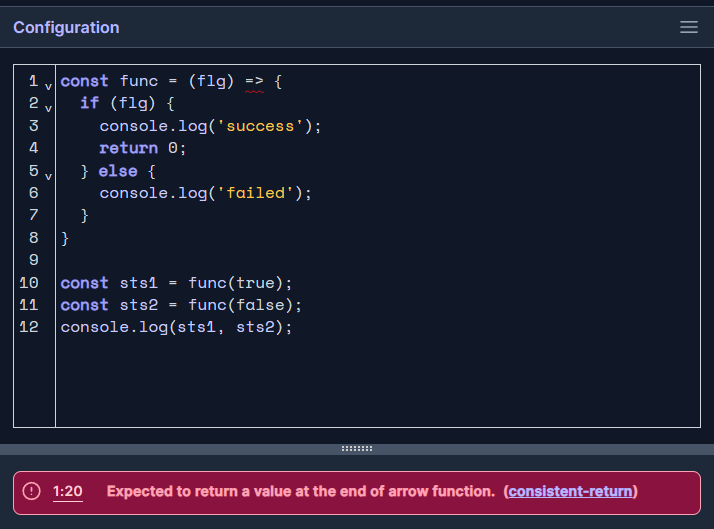 Configuration
1 v const func = (flg) => {
2 v   if (flg) {
3     console.log('success');
4     return 0;
5 v   } else {
6     console.log('failed');
7   }
8 }
9
10 const sts1 = func(true);
11 const sts2 = func(false);
12 console.log(sts1, sts2);
1:20 Expected to return a value at the end of arrow function. (consistent-return)